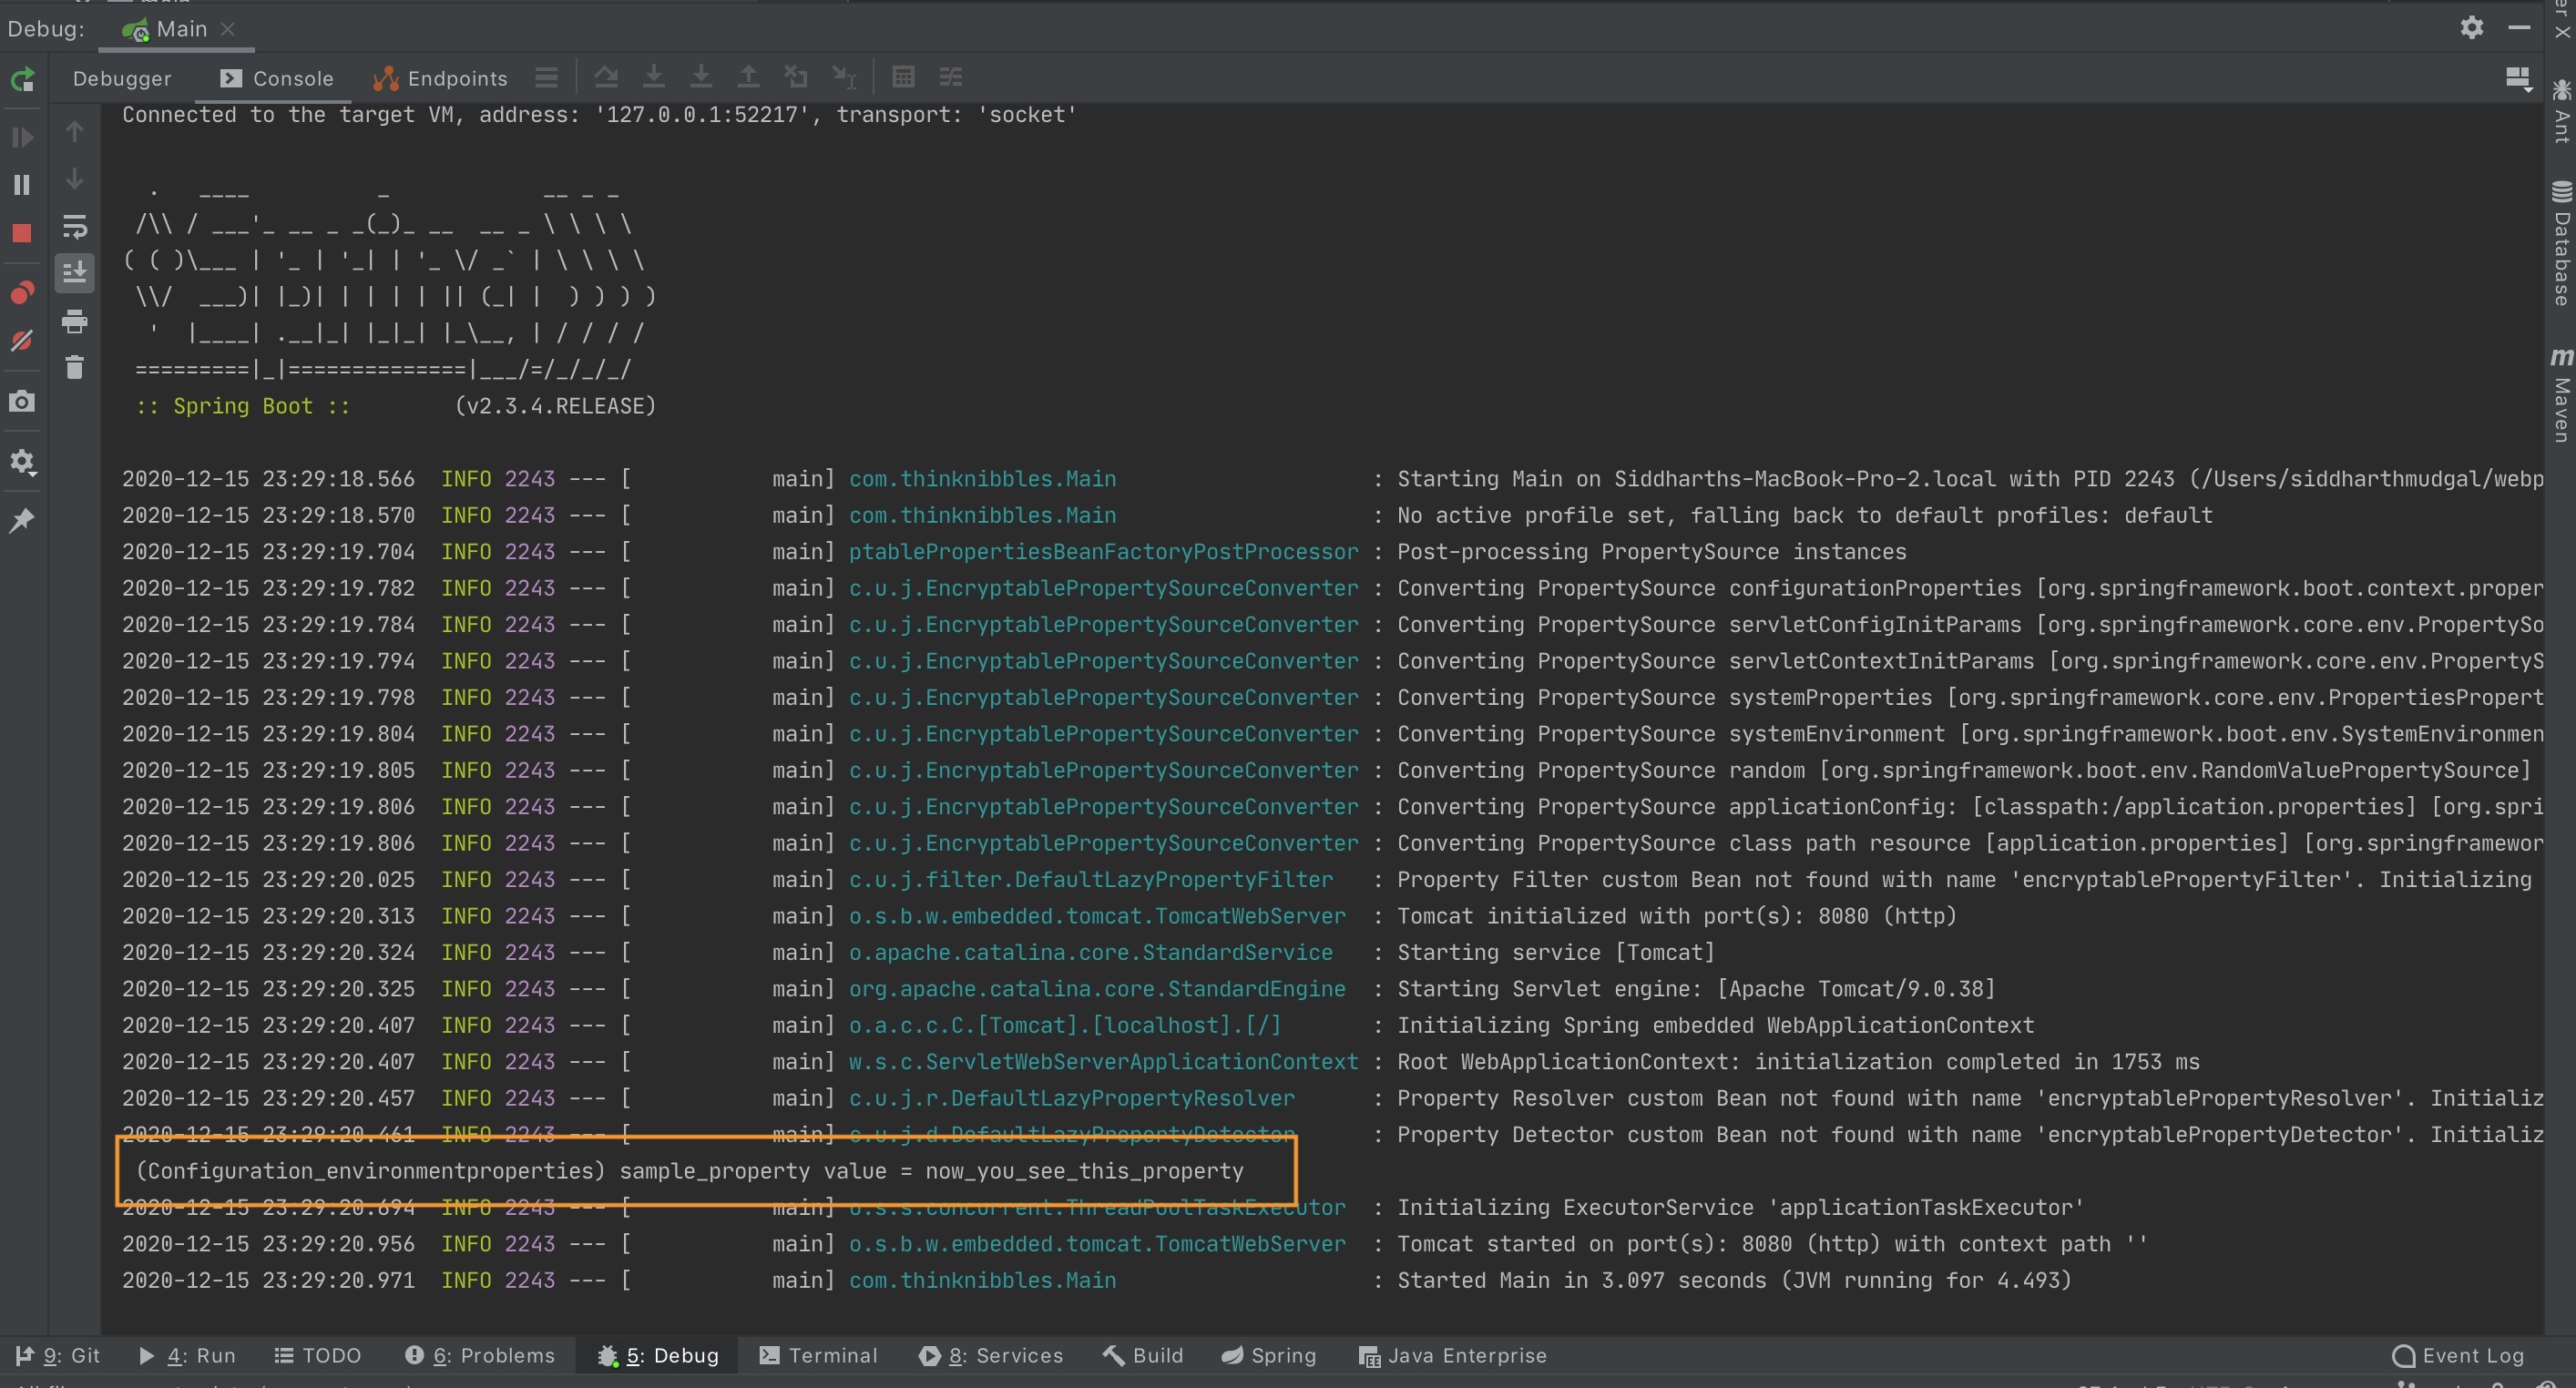 Debug: Main
Debugger Console Endpoints
Connected to the target VM, address: '127.0.0.1:52217', transport: 'socket'
  .   ____          _            __ _ _
 /\\ / ___'_ __ _ _(_)_ __  __ _ \ \ \ \
( ( )\___ | '_ | '_| | '_ \/ _` | \ \ \ \
 \\/  ___)| |_)| | | | | || (_| |  ) ) ) )
  '  |____| .__|_| |_|_| |_\__, | / / / /
 =========|_|==============|___/=/_/_/_/
 :: Spring Boot ::        (v2.3.4.RELEASE)
2020-12-15 23:29:18.566  INFO 2243 --- [           main] com.thinknibbles.Main                    : Starting Main on Siddharths-MacBook-Pro-2.local with PID 2243 (/Users/siddharthmudgal/webp
2020-12-15 23:29:18.570  INFO 2243 --- [           main] com.thinknibbles.Main                    : No active profile set, falling back to default profiles: default
2020-12-15 23:29:19.704  INFO 2243 --- [           main] ptablePropertiesBeanFactoryPostProcessor : Post-processing PropertySource instances
2020-12-15 23:29:19.782  INFO 2243 --- [           main] c.u.j.EncryptablePropertySourceConverter : Converting PropertySource configurationProperties [org.springframework.boot.context.proper
2020-12-15 23:29:19.784  INFO 2243 --- [           main] c.u.j.EncryptablePropertySourceConverter : Converting PropertySource servletConfigInitParams [org.springframework.core.env.PropertySo
2020-12-15 23:29:19.794  INFO 2243 --- [           main] c.u.j.EncryptablePropertySourceConverter : Converting PropertySource servletContextInitParams [org.springframework.core.env.PropertyS
2020-12-15 23:29:19.798  INFO 2243 --- [           main] c.u.j.EncryptablePropertySourceConverter : Converting PropertySource systemProperties [org.springframework.core.env.PropertiesPropert
2020-12-15 23:29:19.804  INFO 2243 --- [           main] c.u.j.EncryptablePropertySourceConverter : Converting PropertySource systemEnvironment [org.springframework.boot.env.SystemEnvironmen
2020-12-15 23:29:19.805  INFO 2243 --- [           main] c.u.j.EncryptablePropertySourceConverter : Converting PropertySource random [org.springframework.boot.env.RandomValuePropertySource]
2020-12-15 23:29:19.806  INFO 2243 --- [           main] c.u.j.EncryptablePropertySourceConverter : Converting PropertySource applicationConfig: [classpath:/application.properties] [org.spri
2020-12-15 23:29:19.806  INFO 2243 --- [           main] c.u.j.EncryptablePropertySourceConverter : Converting PropertySource class path resource [application.properties] [org.springframewor
2020-12-15 23:29:20.025  INFO 2243 --- [           main] c.u.j.filter.DefaultLazyPropertyFilter   : Property Filter custom Bean not found with name 'encryptablePropertyFilter'. Initializing
2020-12-15 23:29:20.313  INFO 2243 --- [           main] o.s.b.w.embedded.tomcat.TomcatWebServer  : Tomcat initialized with port(s): 8080 (http)
2020-12-15 23:29:20.324  INFO 2243 --- [           main] o.apache.catalina.core.StandardService   : Starting service [Tomcat]
2020-12-15 23:29:20.325  INFO 2243 --- [           main] org.apache.catalina.core.StandardEngine  : Starting Servlet engine: [Apache Tomcat/9.0.38]
2020-12-15 23:29:20.407  INFO 2243 --- [           main] o.a.c.c.C.[Tomcat].[localhost].[/]       : Initializing Spring embedded WebApplicationContext
2020-12-15 23:29:20.407  INFO 2243 --- [           main] w.s.c.ServletWebServerApplicationContext : Root WebApplicationContext: initialization completed in 1753 ms
2020-12-15 23:29:20.457  INFO 2243 --- [           main] c.u.j.r.DefaultLazyPropertyResolver      : Property Resolver custom Bean not found with name 'encryptablePropertyResolver'. Initializ
2020-12-15 23:29:20.461  INFO 2243 --- [           main] c.u.j.d.DefaultLazyPropertyDetector      : Property Detector custom Bean not found with name 'encryptablePropertyDetector'. Initializ
 (Configuration_environmentproperties) sample_property value = now_you_see_this_property
2020-12-15 23:29:20.694  INFO 2243 --- [           main] o.s.s.concurrent.ThreadPoolTaskExecutor  : Initializing ExecutorService 'applicationTaskExecutor'
2020-12-15 23:29:20.956  INFO 2243 --- [           main] o.s.b.w.embedded.tomcat.TomcatWebServer  : Tomcat started on port(s): 8080 (http) with context path ''
2020-12-15 23:29:20.971  INFO 2243 --- [           main] com.thinknibbles.Main                    : Started Main in 3.097 seconds (JVM running for 4.493)
er X
Ant
Database
m Maven
9: Git 4: Run TODO 6: Problems 5: Debug Terminal 8: Services Build Spring Java Enterprise Event Log